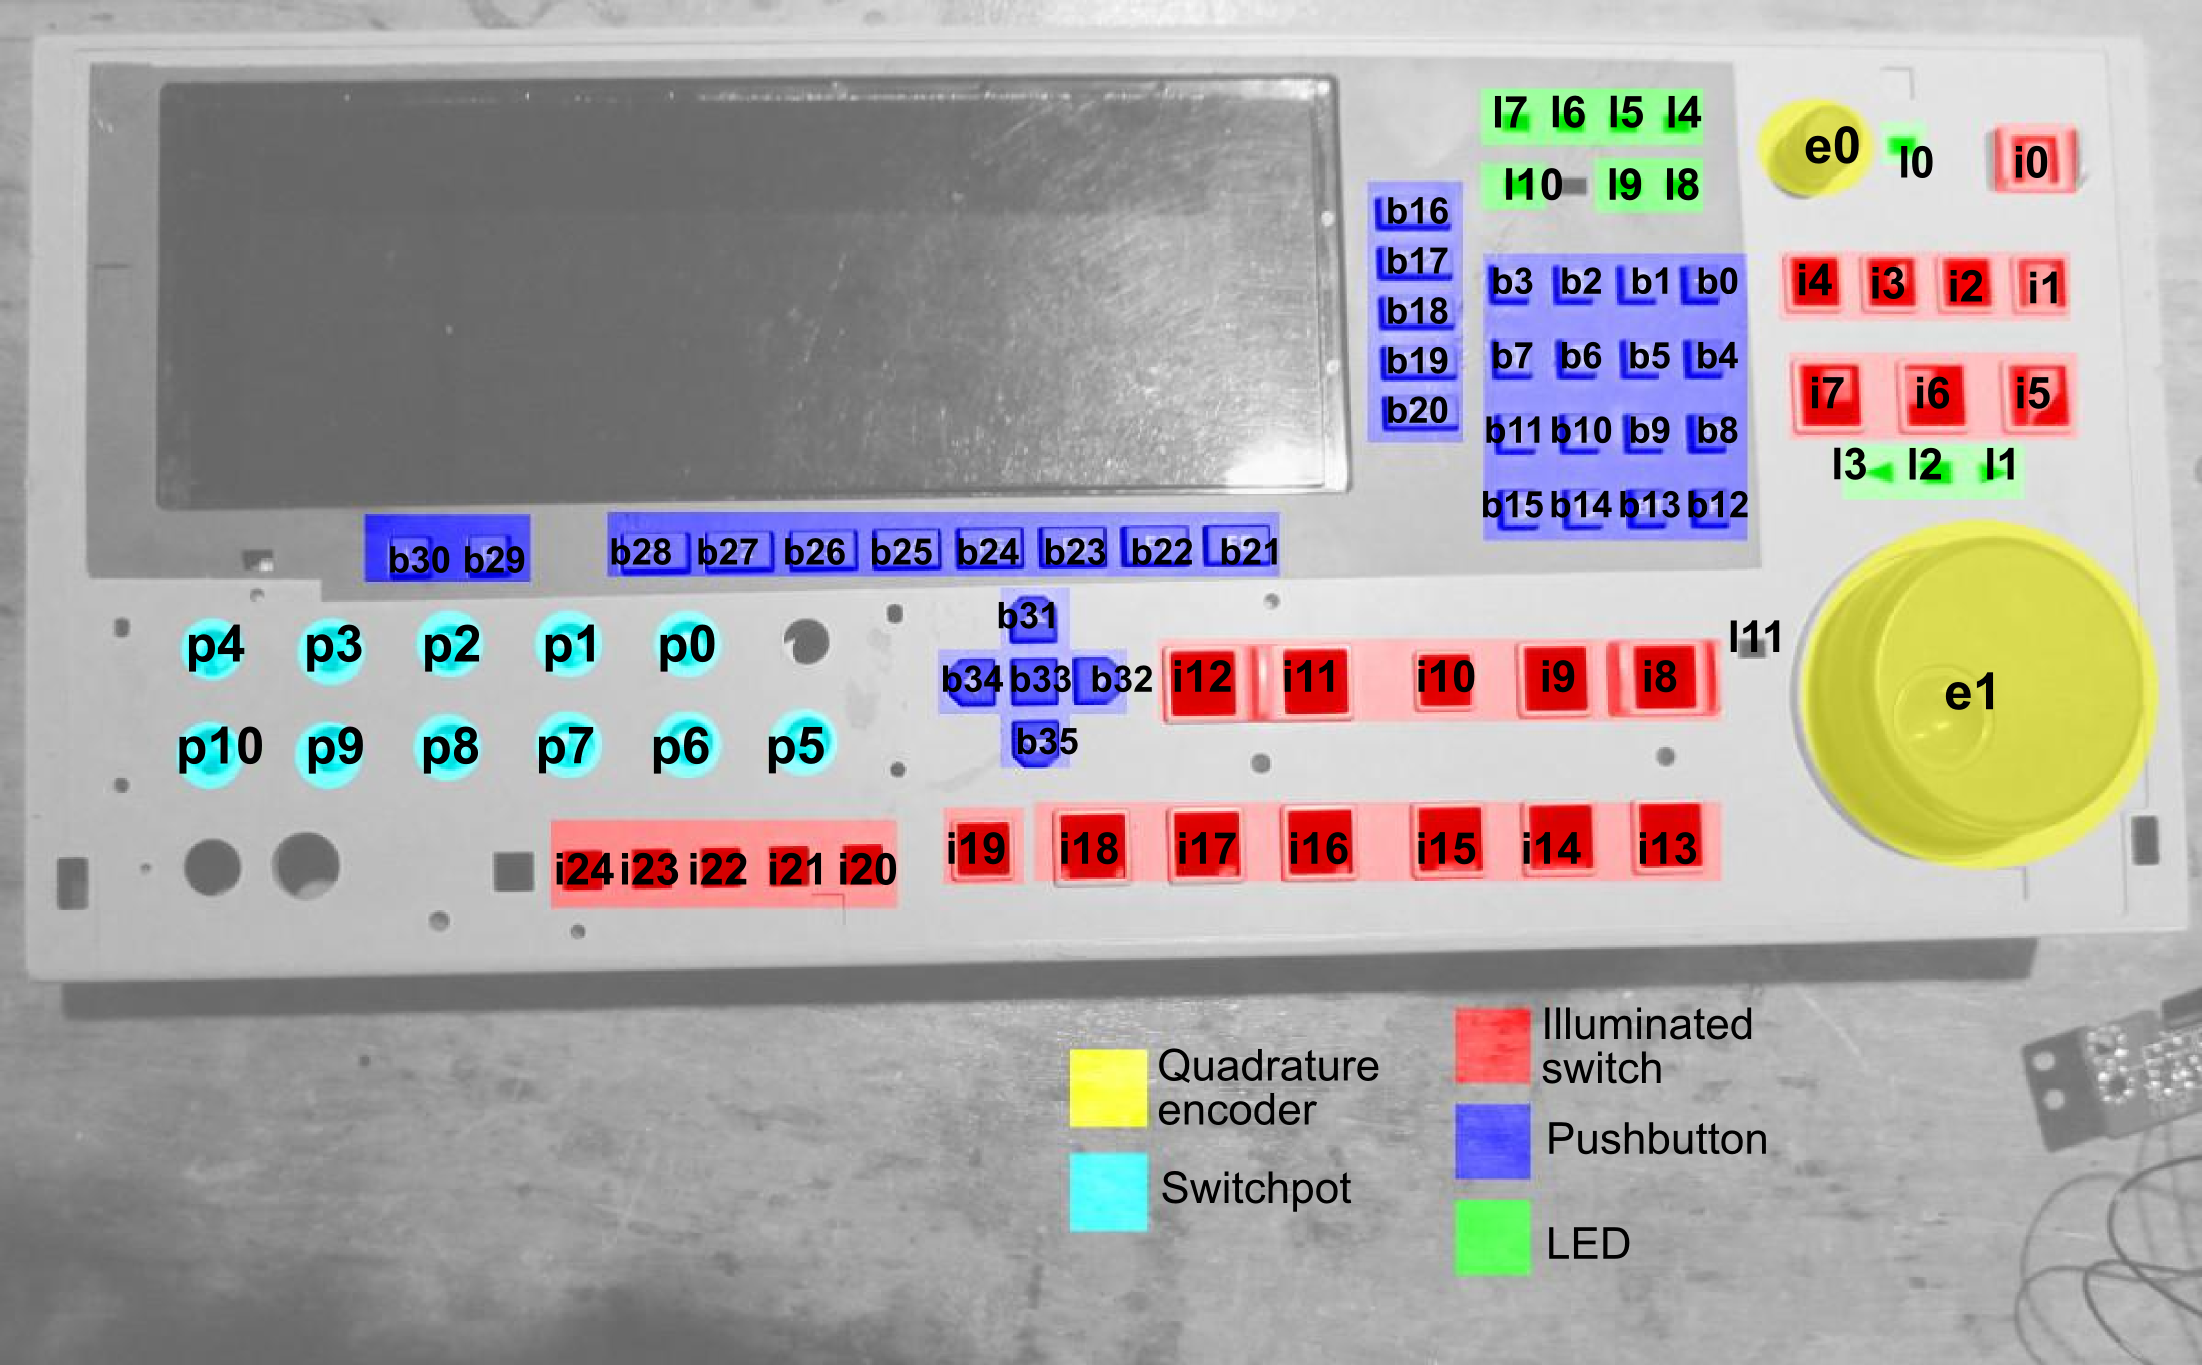 l7 l6 l5 l4
e0 l0 i0
l10 l9 l8
b16
b17
b18
b19
b20
b3 b2 b1 b0
b7 b6 b5 b4
b11 b10 b9 b8
b15 b14 b13 b12
i4 i3 i2 i1
i7 i6 i5
l3 l2 l1
b30 b29 b28 b27 b26 b25 b24 b23 b22 b21
p4 p3 p2 p1 p0
b31
b34 b33 b32
b35
i12 i11 i10 i9 i8
l11
e1
p10 p9 p8 p7 p6 p5
i24 i23 i22 i21 i20
i19 i18 i17 i16 i15 i14 i13
Quadrature
encoder
Switchpot
Illuminated
switch
Pushbutton
LED